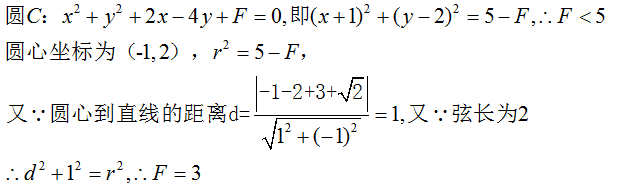 圆C：x²+y²+2x-4y+F=0,即(x+1)²+(y-2)²=5-F,∴F<5
圆心坐标为（-1,2），r²=5-F，
又∵圆心到直线的距离d=|-1-2+3+√2|/√(1²+(-1)²)=1,又∵弦长为2
∴d²+1²=r²,∴F=3